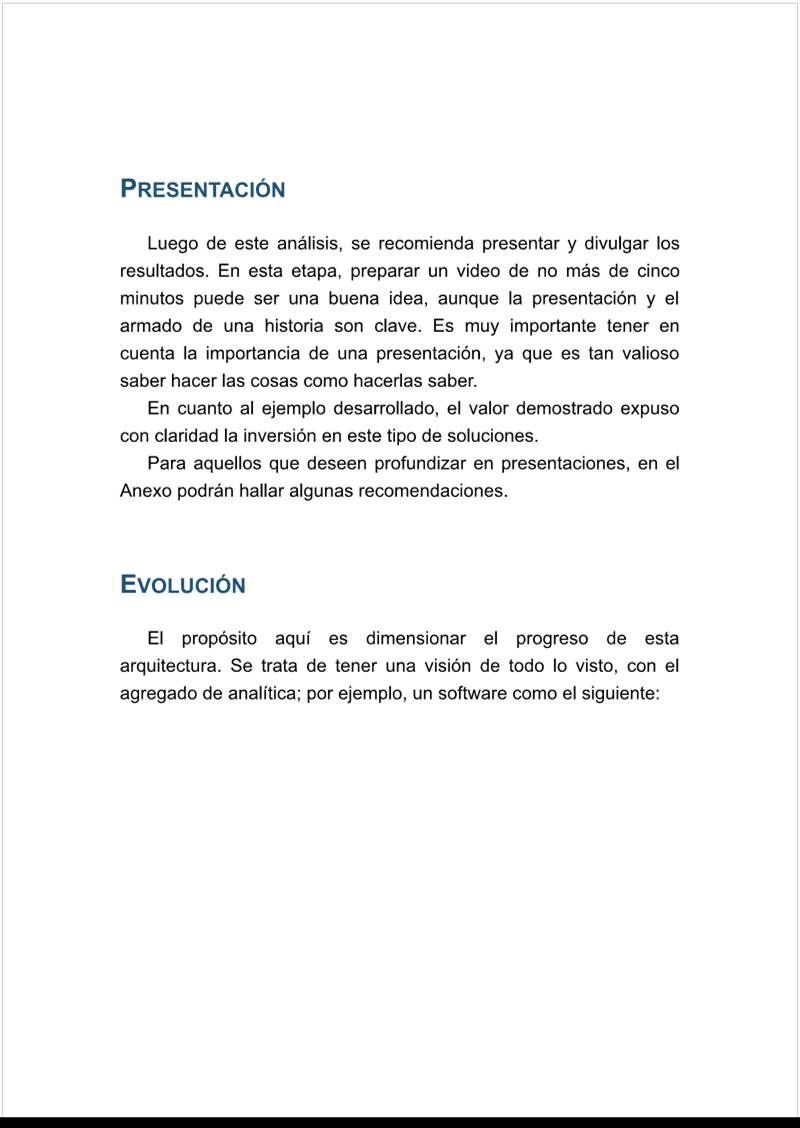 PRESENTACIÓN
Luego de este análisis, se recomienda presentar y divulgar los
resultados. En esta etapa, preparar un video de no más de cinco
minutos puede ser una buena idea, aunque la presentación y el
armado de una historia son clave. Es muy importante tener en
cuenta la importancia de una presentación, ya que es tan valioso
saber hacer las cosas como hacerlas saber.
En cuanto al ejemplo desarrollado, el valor demostrado expuso
con claridad la inversión en este tipo de soluciones.
Para aquellos que deseen profundizar en presentaciones, en el
Anexo podrán hallar algunas recomendaciones.
EVOLUCIÓN
El propósito aquí es dimensionar el progreso de esta
arquitectura. Se trata de tener una visión de todo lo visto, con el
agregado de analítica; por ejemplo, un software como el siguiente: